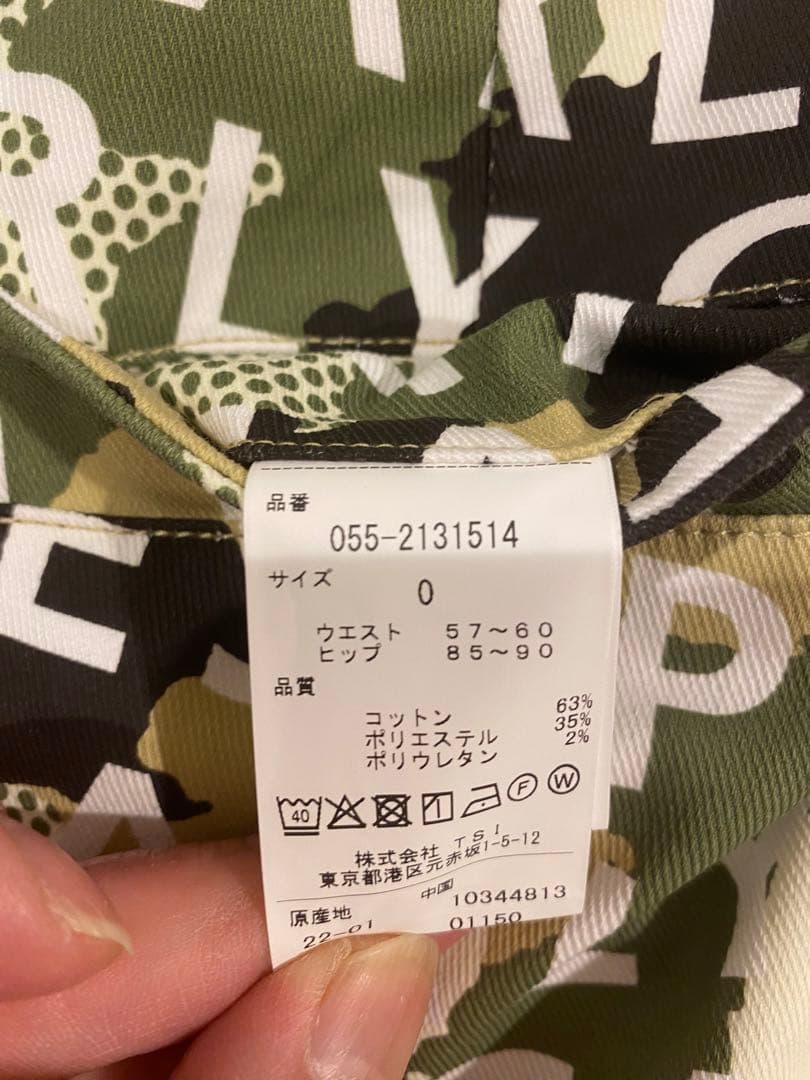 品番
055-2131514
サイズ
0
ウエスト 57～60
ヒップ 85～90
品質
コットン 63%
ポリエステル 35%
ポリウレタン 2%
40
F
W
株式会社 TSI
東京都港区元赤坂1-5-12
原産地 中国 10344813
22-01 01150